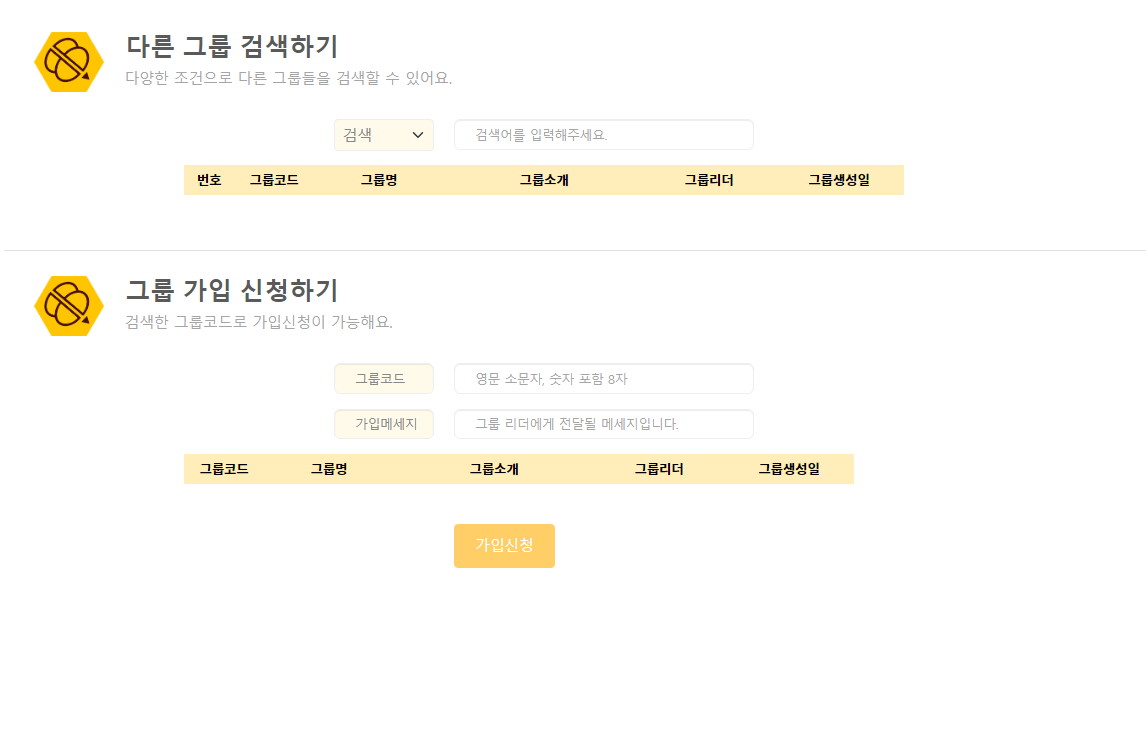 다른 그룹 검색하기
다양한 조건으로 다른 그룹들을 검색할 수 있어요.
검색 검색어를 입력해주세요.
번호 그룹코드 그룹명 그룹소개 그룹리더 그룹생성일
그룹 가입 신청하기
검색한 그룹코드로 가입신청이 가능해요.
그룹코드 영문 소문자, 숫자 포함 8자
가입메세지 그룹 리더에게 전달될 메세지입니다.
그룹코드 그룹명 그룹소개 그룹리더 그룹생성일
가입신청